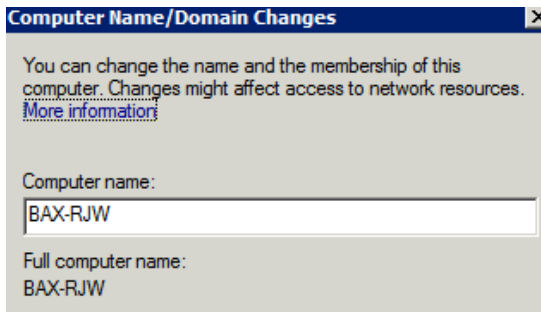 Computer Name/Domain Changes
You can change the name and the membership of this
computer. Changes might affect access to network resources.
More information
Computer name:
BAX-RJW
Full computer name:
BAX-RJW